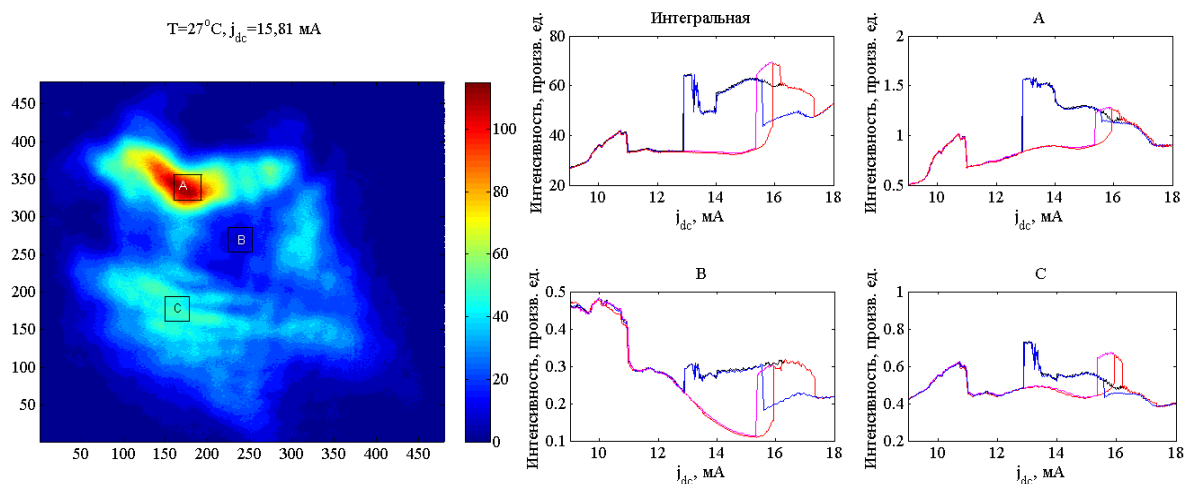 T=27⁰C, j_dc=15,81 мА
450
400
350
300
250
200
150
100
50
50 100 150 200 250 300 350 400 450
A
B
C
100
80
60
40
20
0
Интегральная
Интенсивность, произв. ед.
80
60
40
20
10 12 14 16 18
j_dc, мА
A
Интенсивность, произв. ед.
2
1.5
1
0.5
10 12 14 16 18
j_dc, мА
B
Интенсивность, произв. ед.
0.5
0.4
0.3
0.2
0.1
10 12 14 16 18
j_dc, мА
C
Интенсивность, произв. ед.
1
0.8
0.6
0.4
0.2
10 12 14 16 18
j_dc, мА